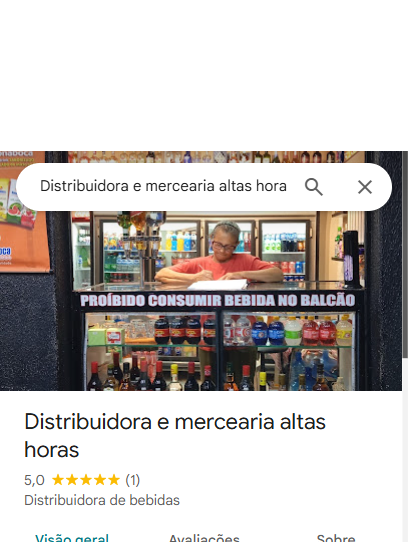 Distribuidora e mercearia altas hora
PROÍBIDO CONSUMIR BEBIDA NO BALCÃO
Distribuidora e mercearia altas
horas
5,0 (1)
Distribuidora de bebidas
Visão geral Avaliações Sobre